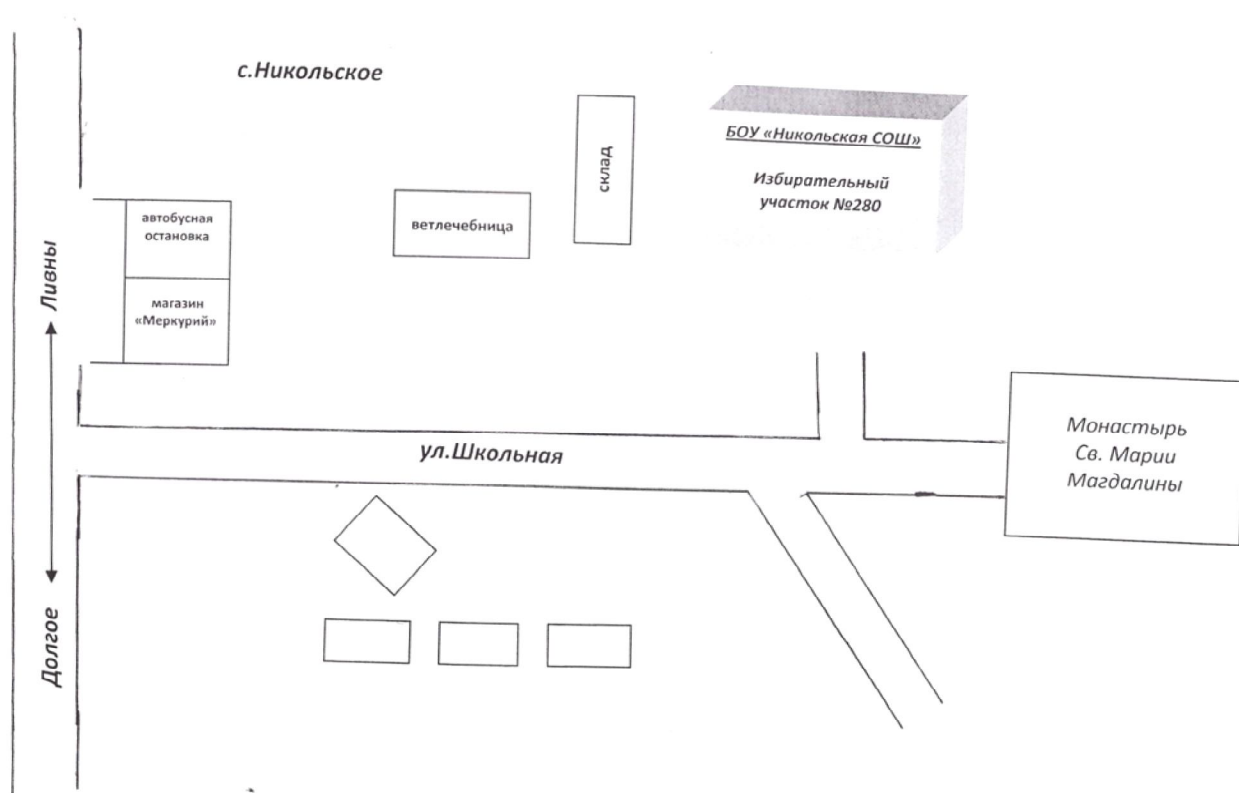 с.Никольское
БОУ «Никольская СОШ»
Избирательный
участок №280
склад
ветлечебница
автобусная
остановка
магазин
«Меркурий»
Ливны
Долгое
ул.Школьная
Монастырь
Св. Марии
Магдалины